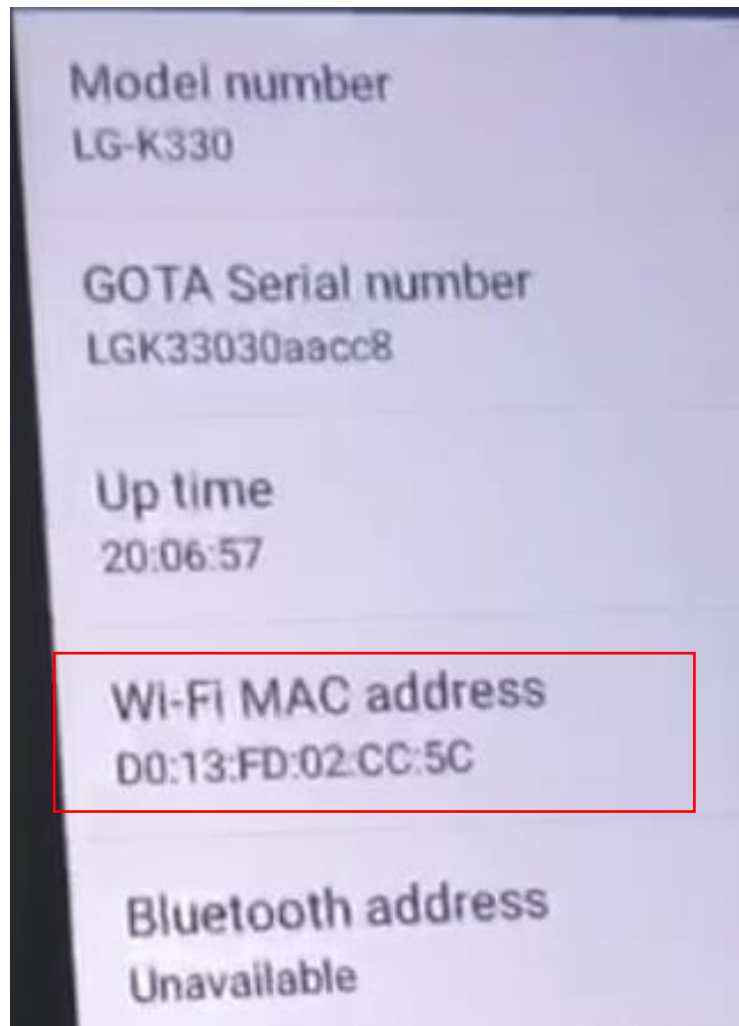 Model number
LG-K330
GOTA Serial number
LGK33030aacc8
Up time
20:06:57
Wi-Fi MAC address
D0:13:FD:02:CC:5C
Bluetooth address
Unavailable